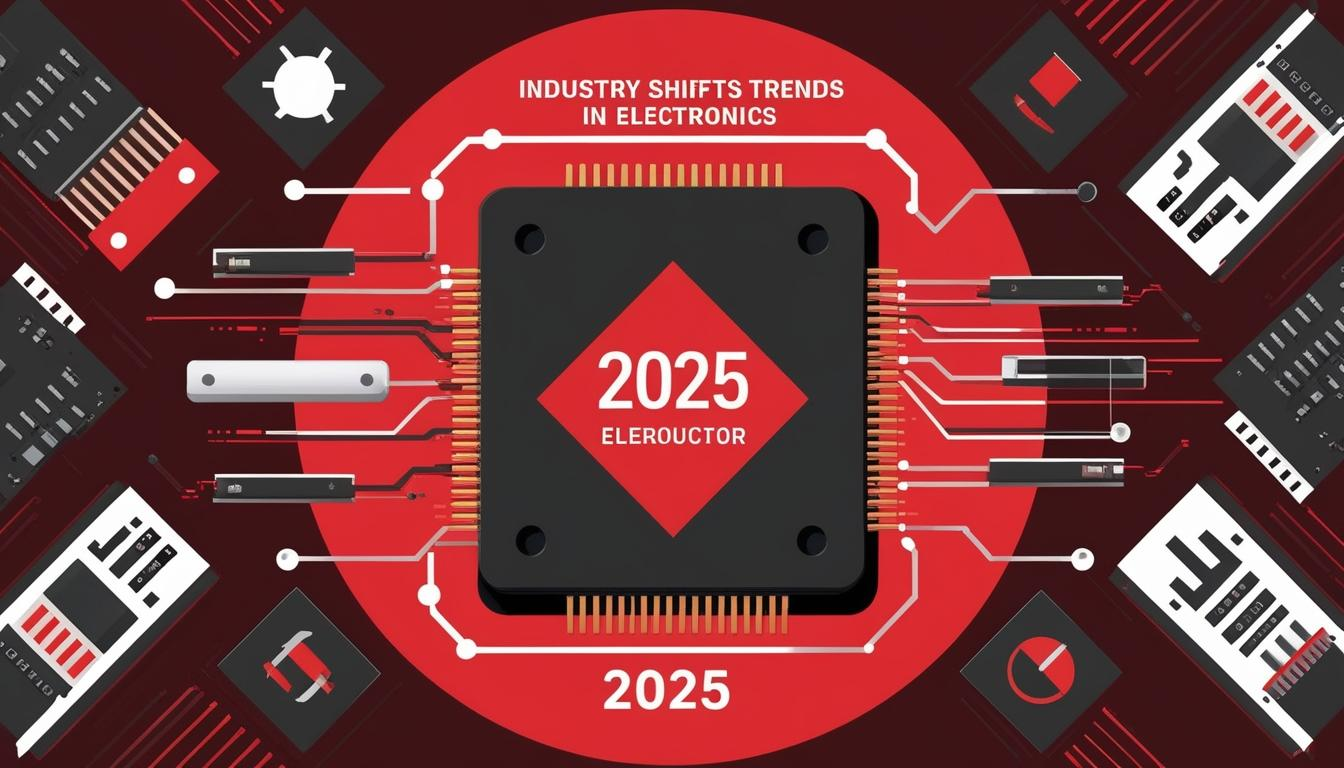 INDUSTRY SHIFTS TRENDS
IN ELECTRONICS
2025
ELEROUCTOR
2025